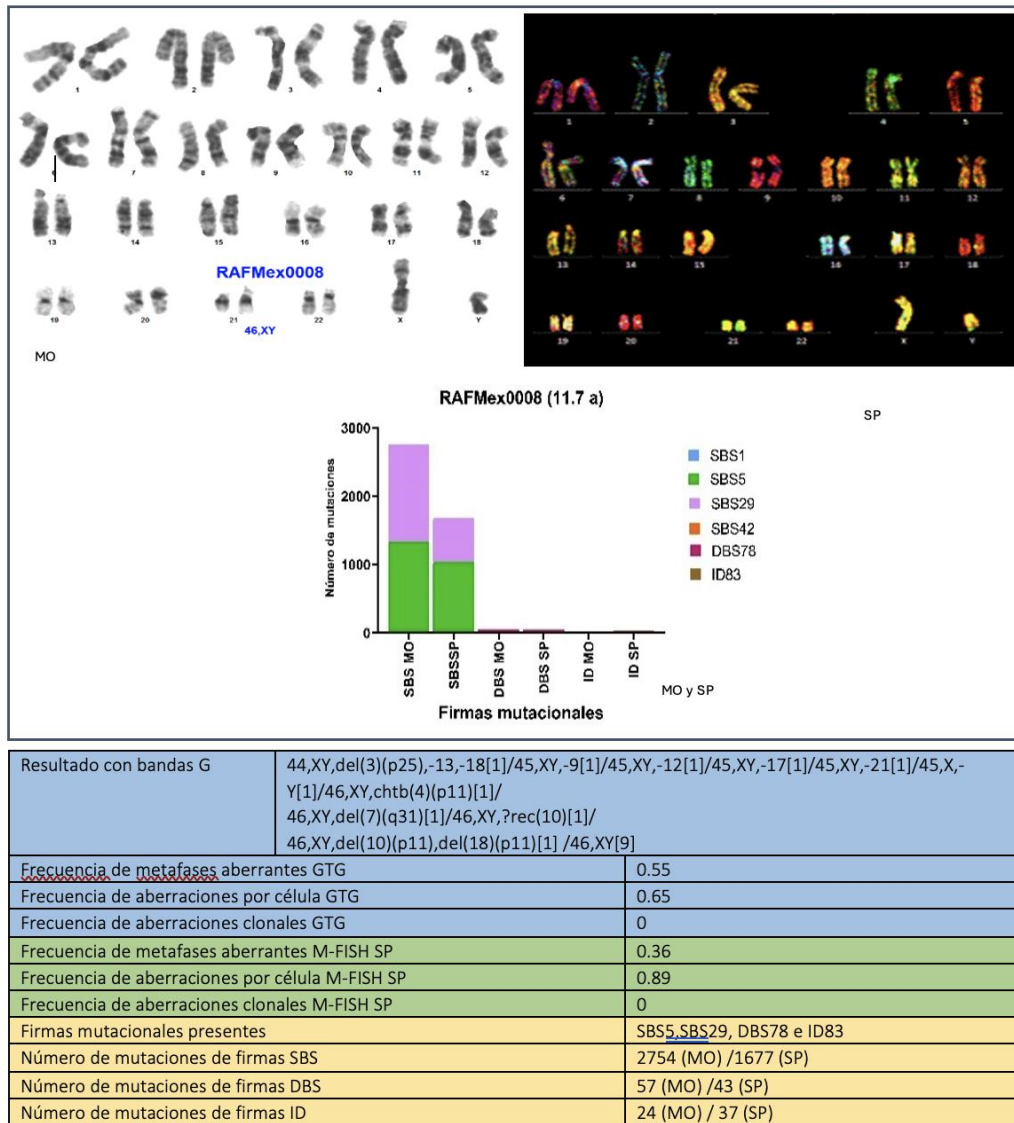 1 2 3 4 5
6 7 8 9 10 11 12
13 14 15 16 17 18
RAFMex0008
19 20 21 22 X Y
46,XY
MO
1 2 3 4 5
6 7 8 9 10 11 12
13 14 15 16 17 18
19 20 21 22 X Y
SP
RAFMex0008 (11.7 a)
Número de mutaciones
3000
2000
1000
0
SBS MO
SBSSP
DBS MO
DBS SP
ID MO
ID SP
Firmas mutacionales
SBS1
SBS5
SBS29
SBS42
DBS78
ID83
MO y SP
Resultado con bandas G
44,XY,del(3)(p25),-13,-18[1]/45,XY,-9[1]/45,XY,-12[1]/45,XY,-17[1]/45,XY,-21[1]/45,X,-
Y[1]/46,XY,chtb(4)(p11)[1]/
46,XY,del(7)(q31)[1]/46,XY,?rec(10)[1]/
46,XY,del(10)(p11),del(18)(p11)[1] /46,XY[9]
Frecuencia de metafases aberrantes GTG 0.55
Frecuencia de aberraciones por célula GTG 0.65
Frecuencia de aberraciones clonales GTG 0
Frecuencia de metafases aberrantes M-FISH SP 0.36
Frecuencia de aberraciones por célula M-FISH SP 0.89
Frecuencia de aberraciones clonales M-FISH SP 0
Firmas mutacionales presentes SBS5,SBS29, DBS78 e ID83
Número de mutaciones de firmas SBS 2754 (MO) /1677 (SP)
Número de mutaciones de firmas DBS 57 (MO) /43 (SP)
Número de mutaciones de firmas ID 24 (MO) / 37 (SP)